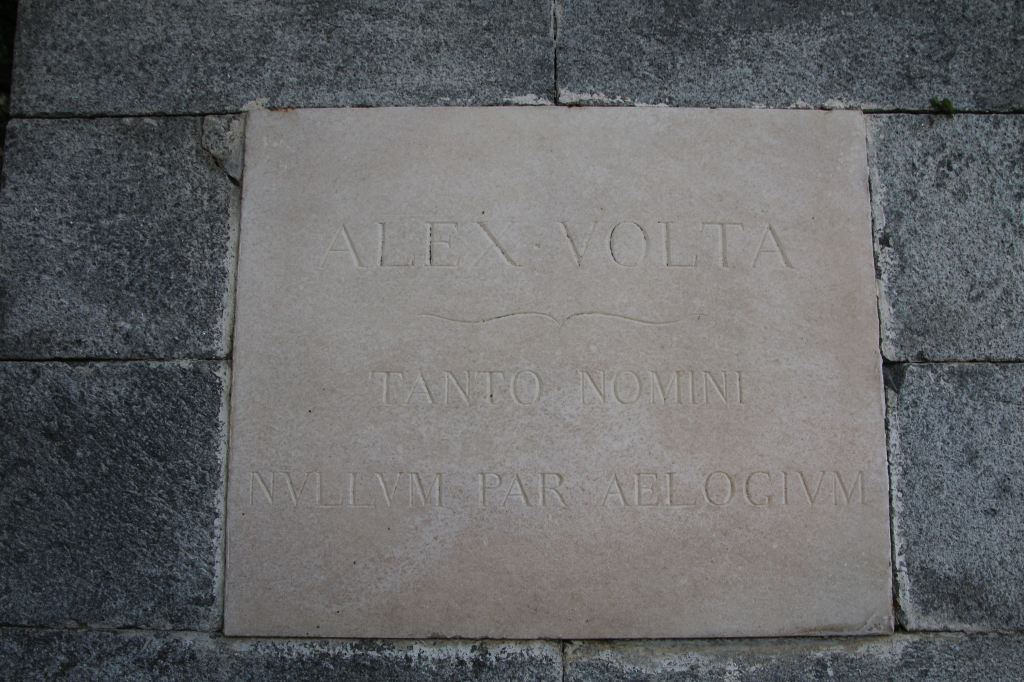 ALEX · VOLTA
TANTO NOMINI
NVLLVM PAR AELOGIVM